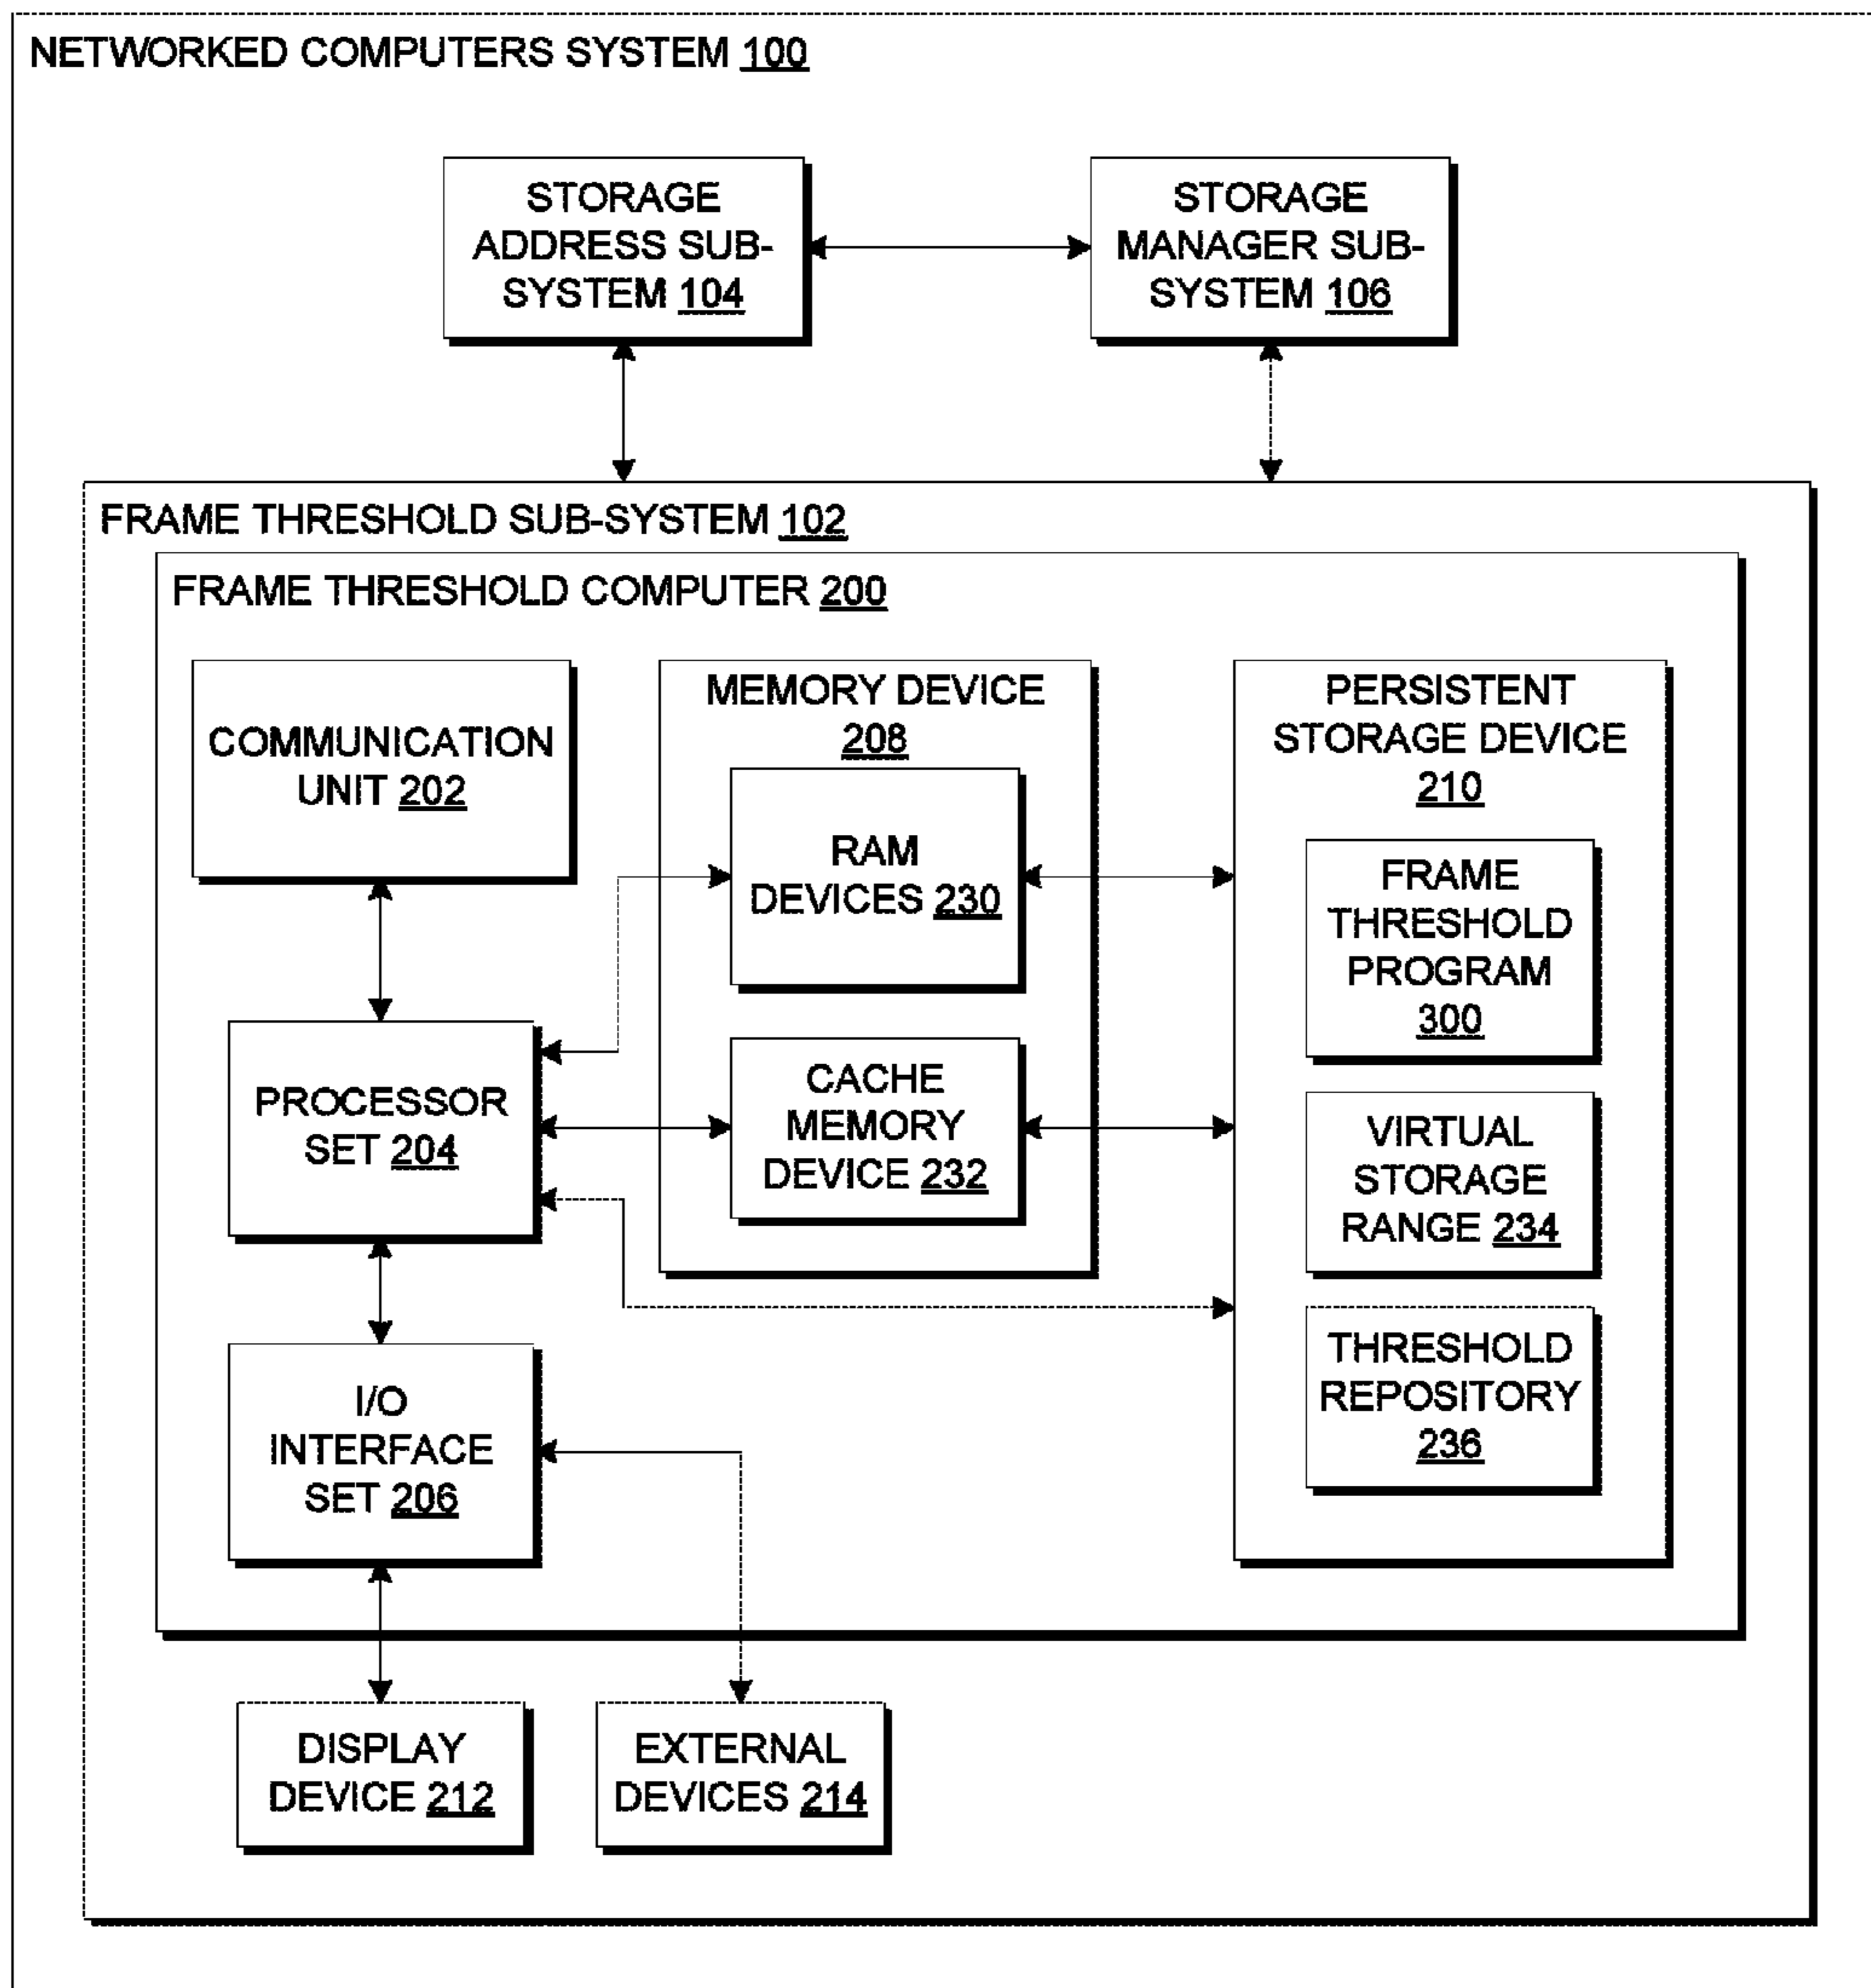 NETWORKED COMPUTERS SYSTEM 100
STORAGE
ADDRESS SUB-
SYSTEM 104
STORAGE
MANAGER SUB-
SYSTEM 106
FRAME THRESHOLD SUB-SYSTEM 102
FRAME THRESHOLD COMPUTER 200
COMMUNICATION
UNIT 202
MEMORY DEVICE
208
RAM
DEVICES 230
PERSISTENT
STORAGE DEVICE
210
FRAME
THRESHOLD
PROGRAM
300
PROCESSOR
SET 204
CACHE
MEMORY
DEVICE 232
VIRTUAL
STORAGE
RANGE 234
I/O
INTERFACE
SET 206
THRESHOLD
REPOSITORY
236
DISPLAY
DEVICE 212
EXTERNAL
DEVICES 214